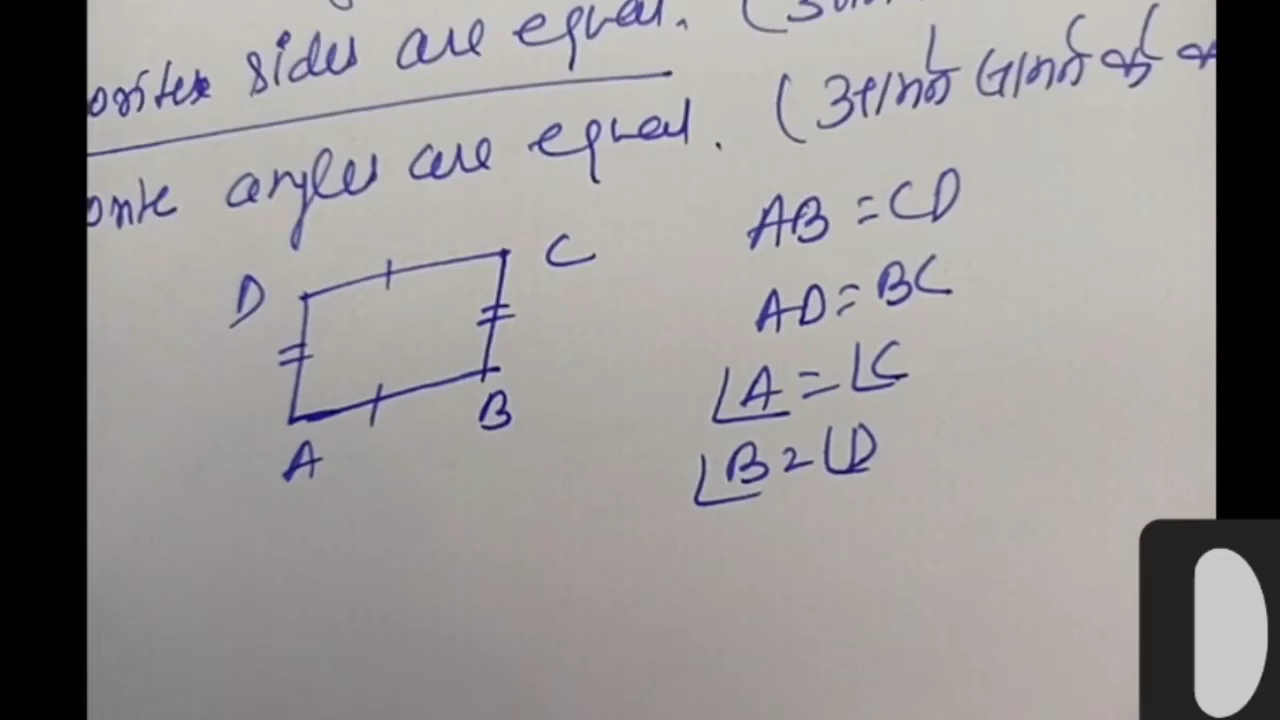 sides are equal.
angles are equal. (
D C
A B
AB = CD
AD = BC
∠A = ∠C
∠B = ∠D